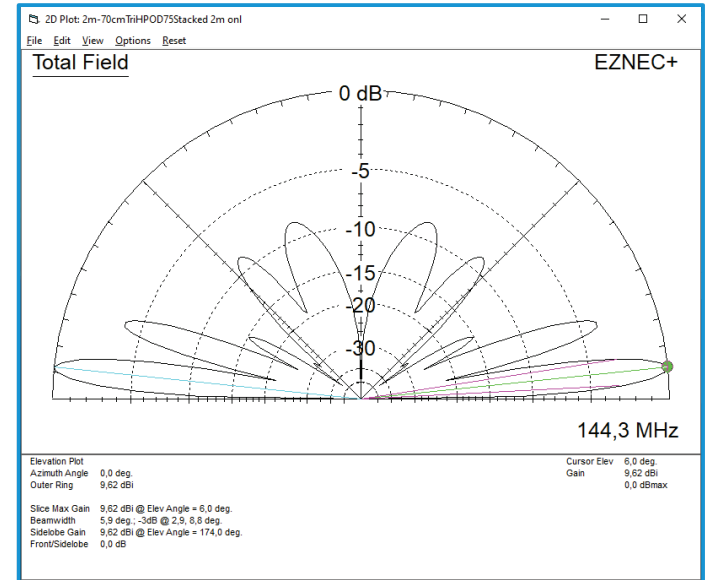 2D Plot: 2m-70cmTriHPOD75Stacked 2m onl
File Edit View Options Reset
Total Field
EZNEC+
0 dB
-5
-10
-15
-20
-30
144,3 MHz
Elevation Plot
Azimuth Angle 0,0 deg.
Outer Ring 9,62 dBi
Slice Max Gain 9,62 dBi @ Elev Angle = 6,0 deg.
Beamwidth 5,9 deg.; -3dB @ 2,9, 8,8 deg.
Sidelobe Gain 9,62 dBi @ Elev Angle = 174,0 deg.
Front/Sidelobe 0,0 dB
Cursor Elev 6,0 deg.
Gain 9,62 dBi
0,0 dBmax